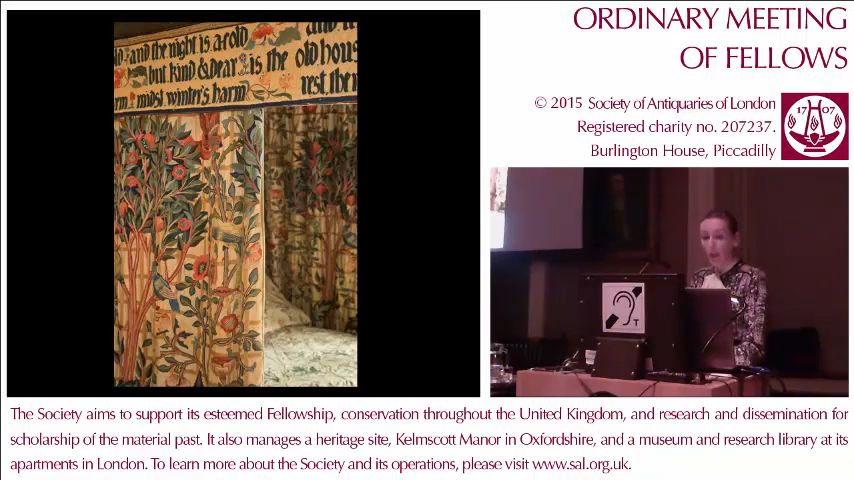 ORDINARY MEETING
OF FELLOWS
© 2015 Society of Antiquaries of London
Registered charity no. 207237.
Burlington House, Piccadilly
17 07
and the night is a-cold
but kind & dear is the old hous
midst winter's harm rest, the
T
The Society aims to support its esteemed Fellowship, conservation throughout the United Kingdom, and research and dissemination for
scholarship of the material past. It also manages a heritage site, Kelmscott Manor in Oxfordshire, and a museum and research library at its
apartments in London. To learn more about the Society and its operations, please visit www.sal.org.uk.